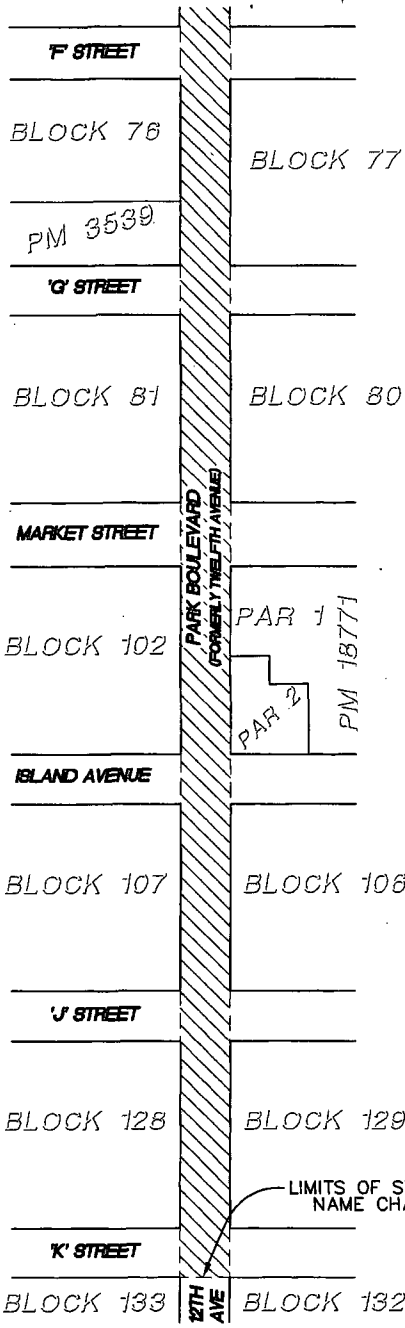 'F' STREET
BLOCK 76
BLOCK 77
PM 3539
'G' STREET
BLOCK 81
BLOCK 80
MARKET STREET
PARK BOULEVARD
(FORMERLY TWELFTH AVENUE)
BLOCK 102
PAR 1
PAR 2
PM 18771
ISLAND AVENUE
BLOCK 107
BLOCK 106
'J' STREET
BLOCK 128
BLOCK 129
LIMITS OF S
NAME CHA
'K' STREET
BLOCK 133
12TH
AVE
BLOCK 132